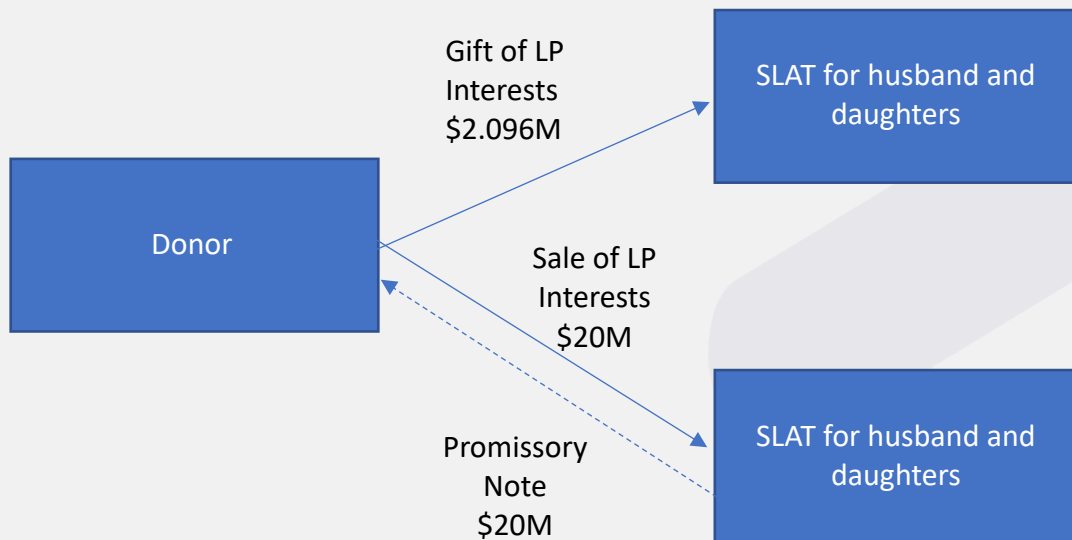 Gift of LP
Interests
$2.096M
SLAT for husband and
daughters
Donor
Sale of LP
Interests
$20M
Promissory
Note
$20M
SLAT for husband and
daughters